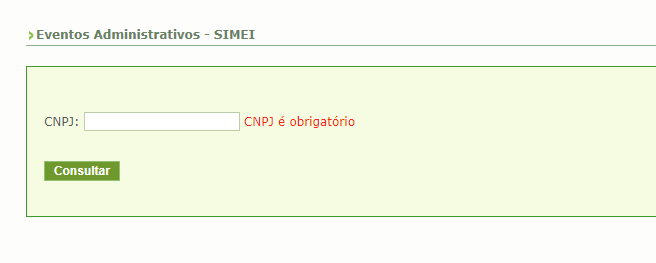 Eventos Administrativos - SIMEI
CNPJ: CNPJ é obrigatório
Consultar